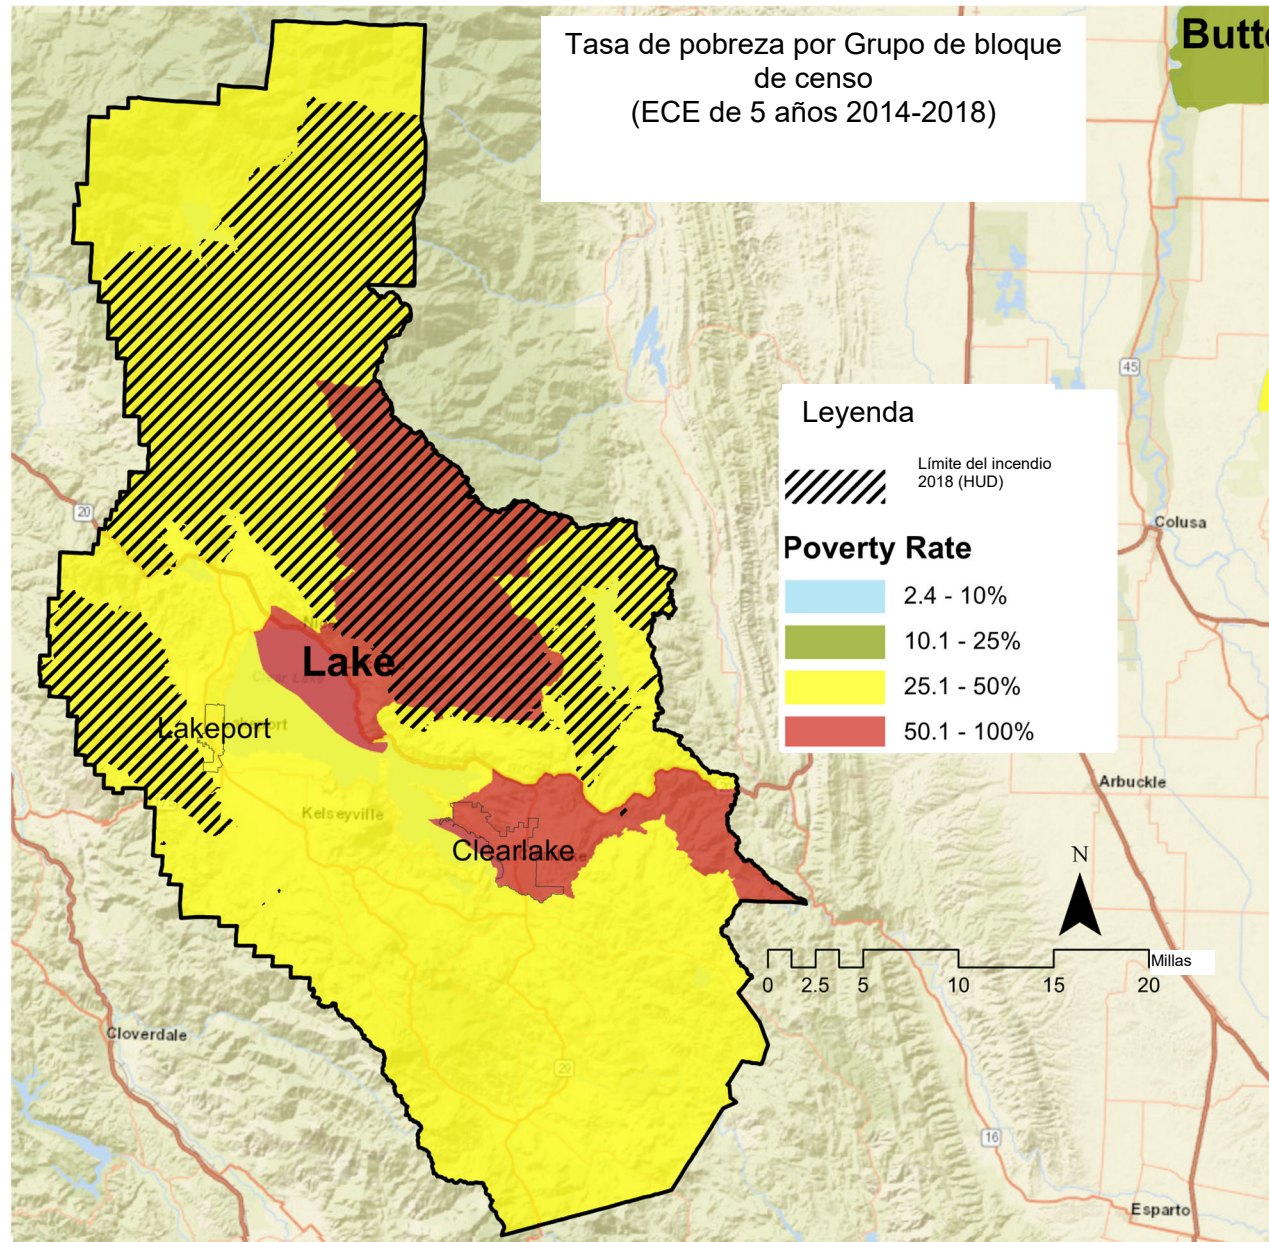 Tasa de pobreza por Grupo de bloque
de censo
(ECE de 5 años 2014-2018)
Butte
45
Leyenda
Límite del incendio
2018 (HUD)
Poverty Rate
2.4 - 10%
10.1 - 25%
25.1 - 50%
50.1 - 100%
20
Colusa
Lake
Clear Lake
Lakeport
Arbuckle
Kelseyville
Clearlake
N
Millas
0 2.5 5 10 15 20
Cloverdale
29
16
Esparto